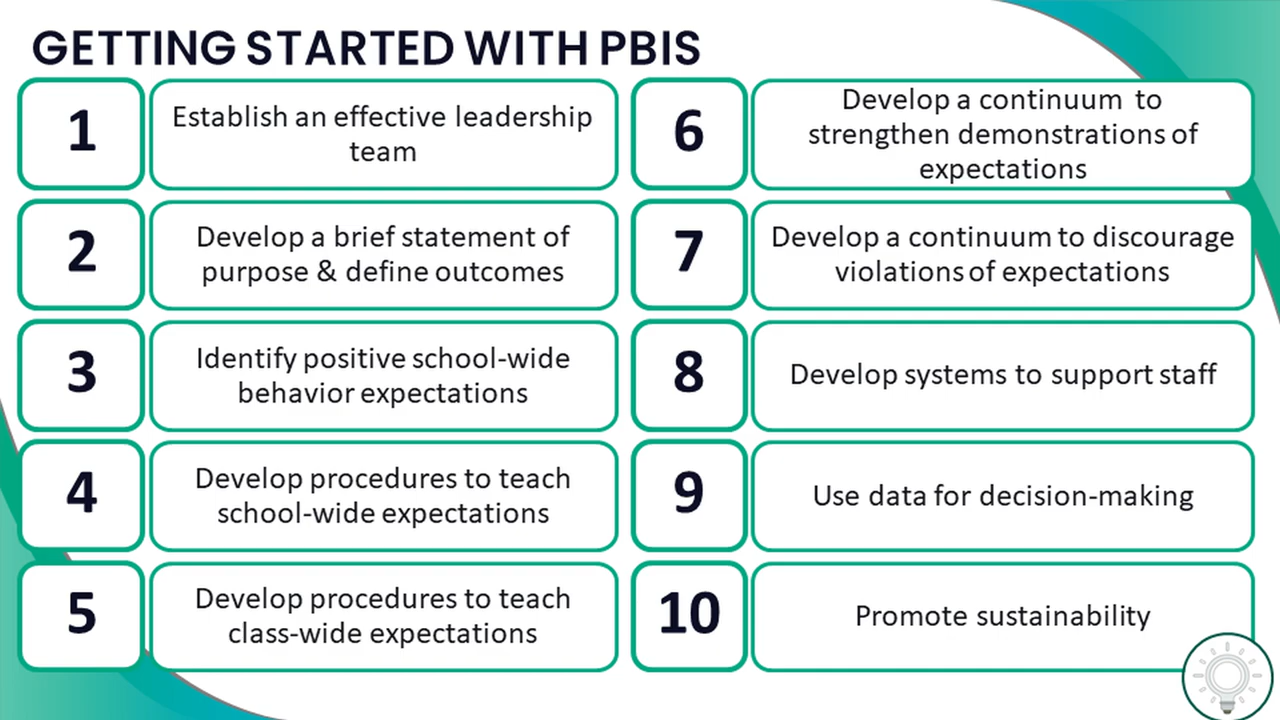 GETTING STARTED WITH PBIS
1
Establish an effective leadership
team
2
Develop a brief statement of
purpose & define outcomes
3
Identify positive school-wide
behavior expectations
4
Develop procedures to teach
school-wide expectations
5
Develop procedures to teach
class-wide expectations
6
Develop a continuum to
strengthen demonstrations of
expectations
7
Develop a continuum to discourage
violations of expectations
8
Develop systems to support staff
9
Use data for decision-making
10
Promote sustainability